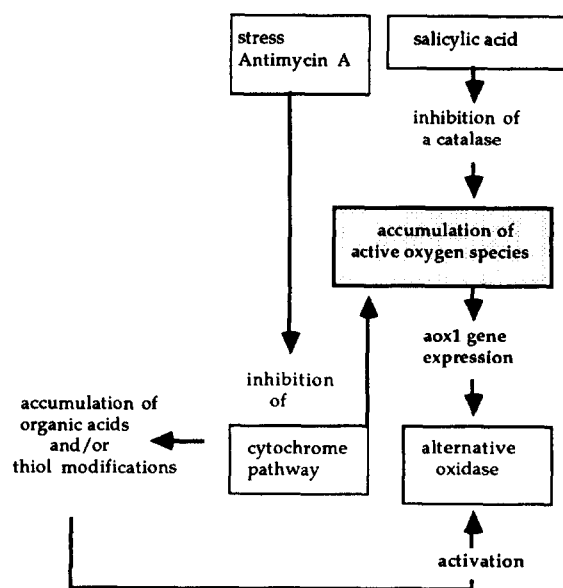 stress
Antimycin A
salicylic acid
inhibition of
a catalase
accumulation of
active oxygen species
aox1 gene
expression
inhibition
of
accumulation of
organic acids
and/or
thiol modifications
cytochrome
pathway
alternative
oxidase
activation